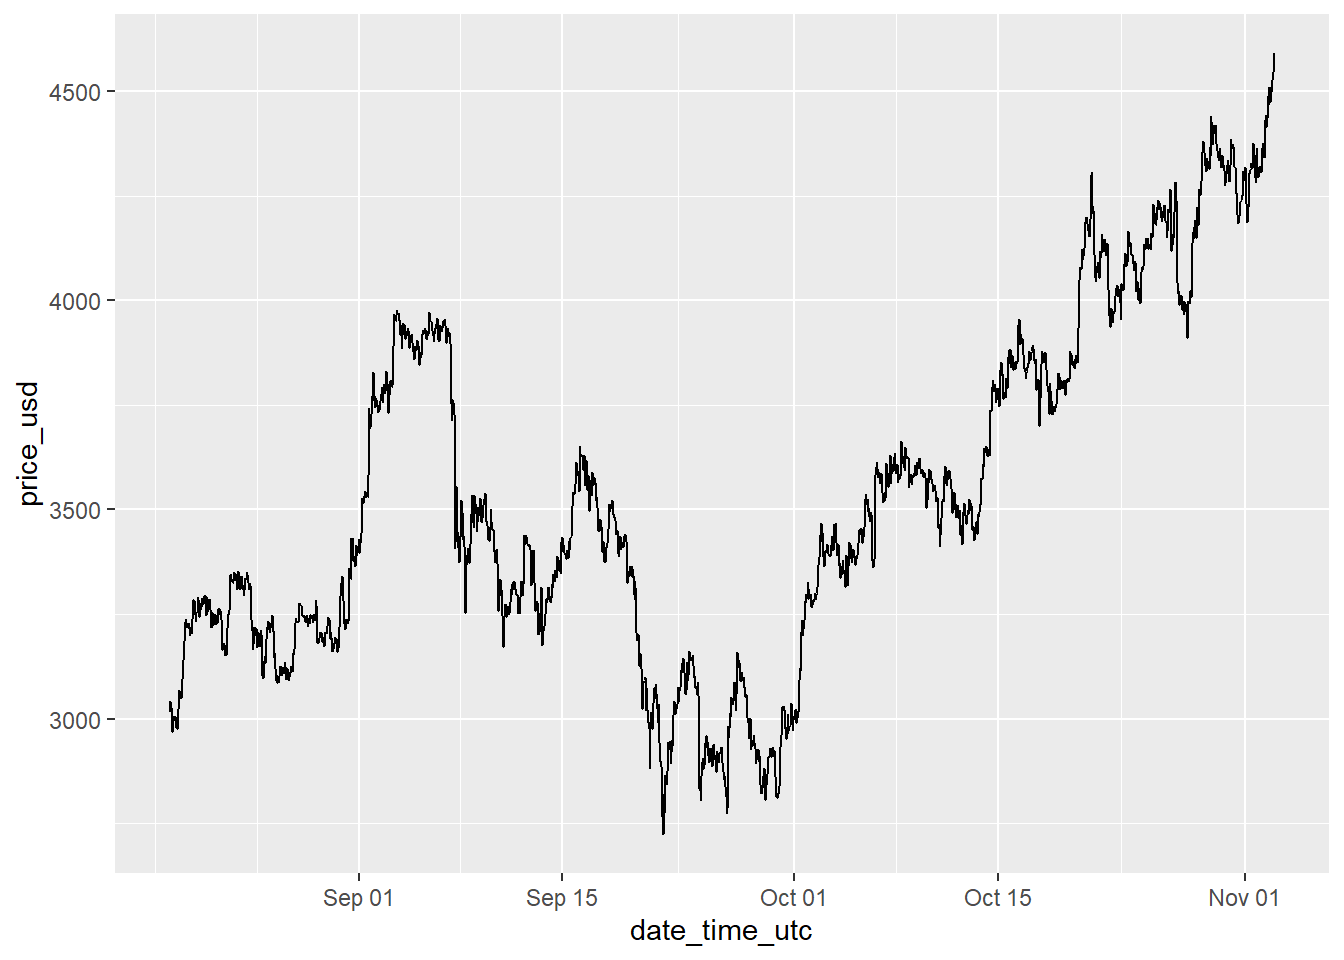 4500
4000
3500
3000
price_usd
Sep 01
Sep 15
Oct 01
Oct 15
Nov 01
date_time_utc